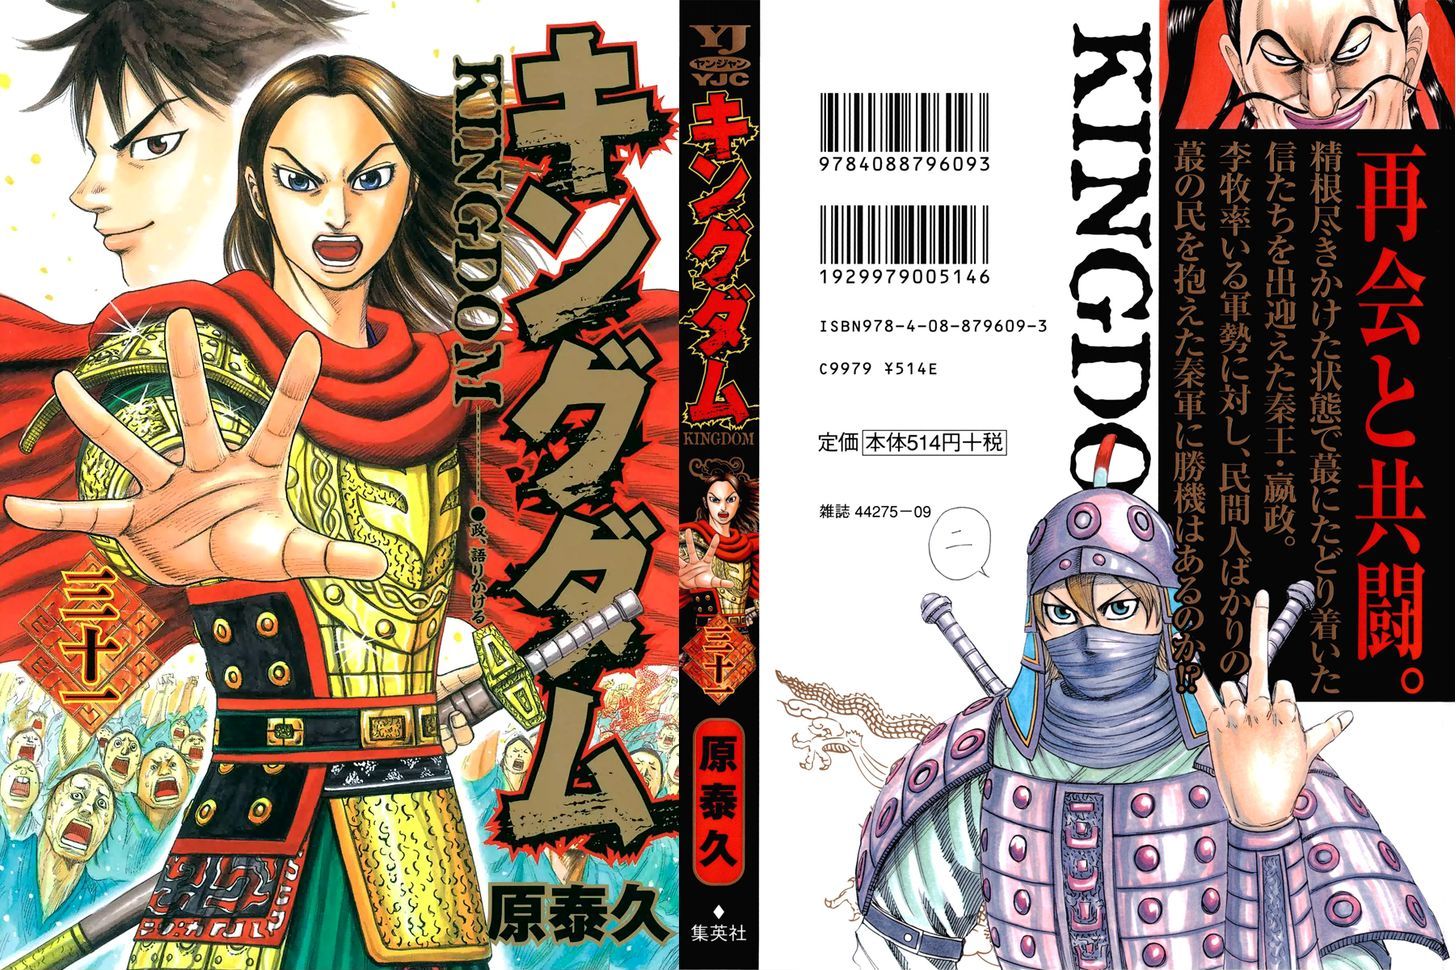 キングダム
KINGDOM
●政、語りかける
三十一
原泰久
YJ
ヤンジャン
YJC
キングダム
KINGDOM
三十一
原泰久
集英社
9784088796093
1929979005146
ISBN978-4-08-879609-3
C9979 ¥514E
定価 本体514円+税
雑誌 44275-09
二
KINGDO
再会と共闘。
精根尽きかけた状態で蕞にたどり着いた
信たちを出迎えた秦王・嬴政。
李牧率いる軍勢に対し、民間人ばかりの
蕞の民を抱えた秦軍に勝機はあるのか!?